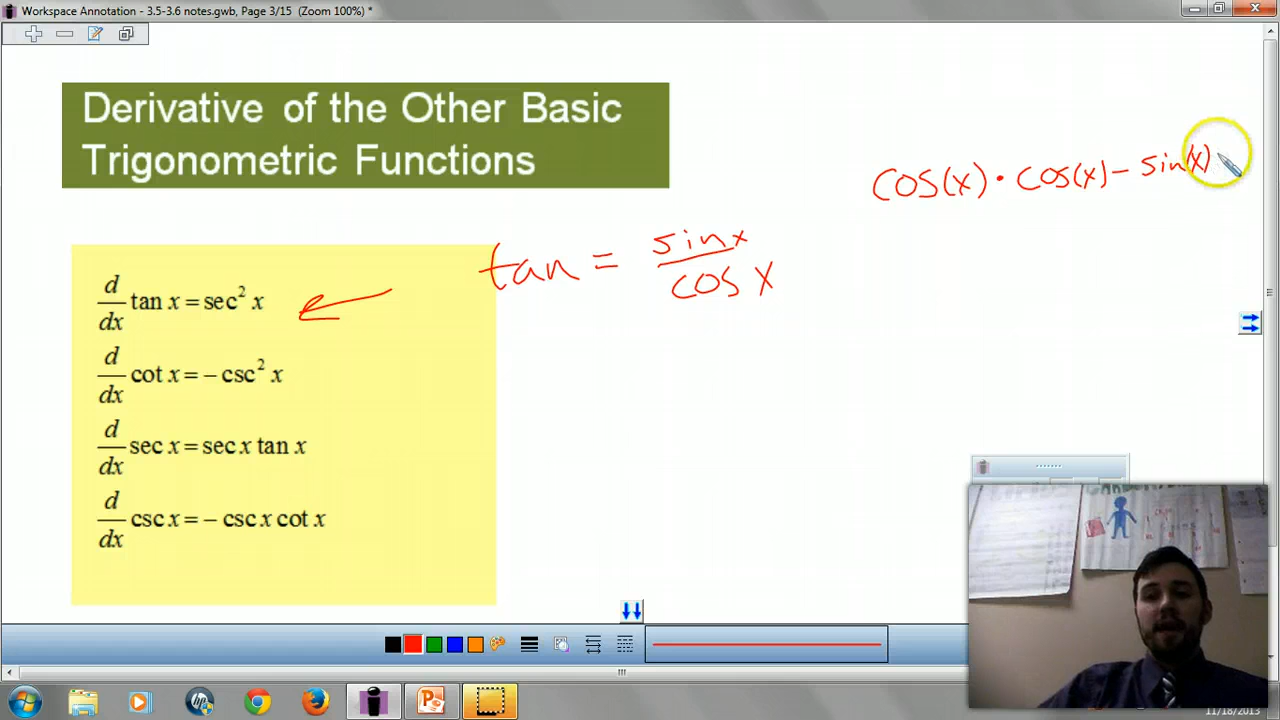 Workspace Annotation - 3.5-3.6 notes.gwb, Page 3/15 (Zoom 100%) *
Derivative of the Other Basic
Trigonometric Functions
cos(x) · cos(x) – sin(x)
tan = sin x / cos x
d/dx tan x = sec² x
d/dx cot x = – csc² x
d/dx sec x = sec x tan x
d/dx csc x = – csc x cot x
11/18/2013